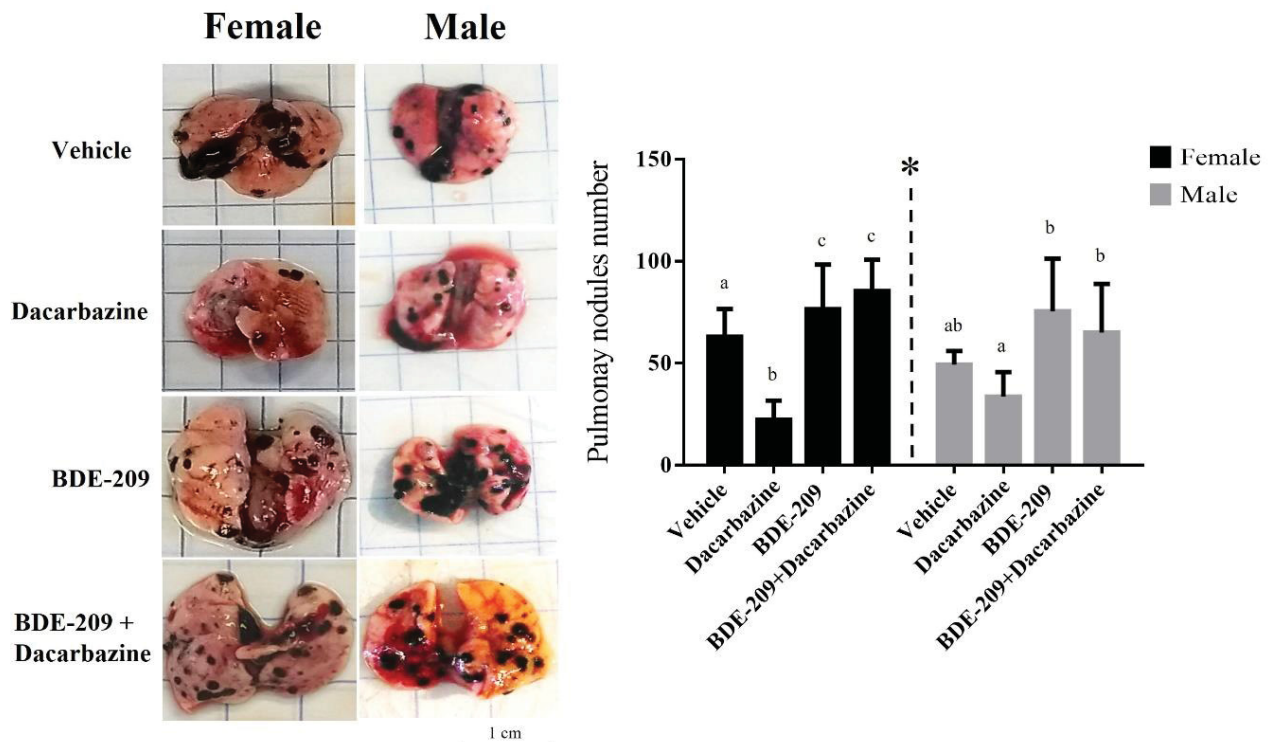 Female Male
Vehicle
Dacarbazine
BDE-209
BDE-209 +
Dacarbazine
1 cm
Pulmonay nodules number
150
100
50
0
*
a
b
c
c
ab
a
b
b
Vehicle
Dacarbazine
BDE-209
BDE-209+Dacarbazine
Vehicle
Dacarbazine
BDE-209
BDE-209+Dacarbazine
Female
Male